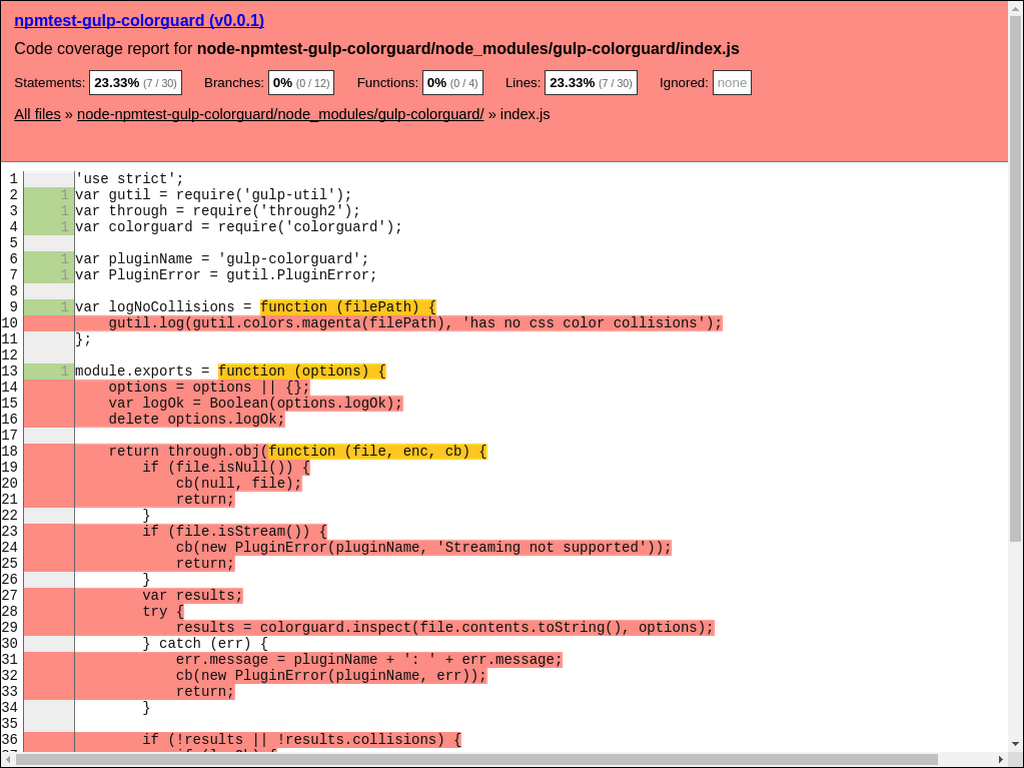 npmtest-gulp-colorguard (v0.0.1)
Code coverage report for node-npmtest-gulp-colorguard/node_modules/gulp-colorguard/index.js
Statements: 23.33% (7 / 30) Branches: 0% (0 / 12) Functions: 0% (0 / 4) Lines: 23.33% (7 / 30) Ignored: none
All files » node-npmtest-gulp-colorguard/node_modules/gulp-colorguard/ » index.js
1 'use strict';
2 1 var gutil = require('gulp-util');
3 1 var through = require('through2');
4 1 var colorguard = require('colorguard');
5
6 1 var pluginName = 'gulp-colorguard';
7 1 var PluginError = gutil.PluginError;
8
9 1 var logNoCollisions = function (filePath) {
10     gutil.log(gutil.colors.magenta(filePath), 'has no css color collisions');
11 };
12
13 1 module.exports = function (options) {
14     options = options || {};
15     var logOk = Boolean(options.logOk);
16     delete options.logOk;
17
18     return through.obj(function (file, enc, cb) {
19         if (file.isNull()) {
20             cb(null, file);
21             return;
22         }
23         if (file.isStream()) {
24             cb(new PluginError(pluginName, 'Streaming not supported'));
25             return;
26         }
27         var results;
28         try {
29             results = colorguard.inspect(file.contents.toString(), options);
30         } catch (err) {
31             err.message = pluginName + ': ' + err.message;
32             cb(new PluginError(pluginName, err));
33             return;
34         }
35
36         if (!results || !results.collisions) {